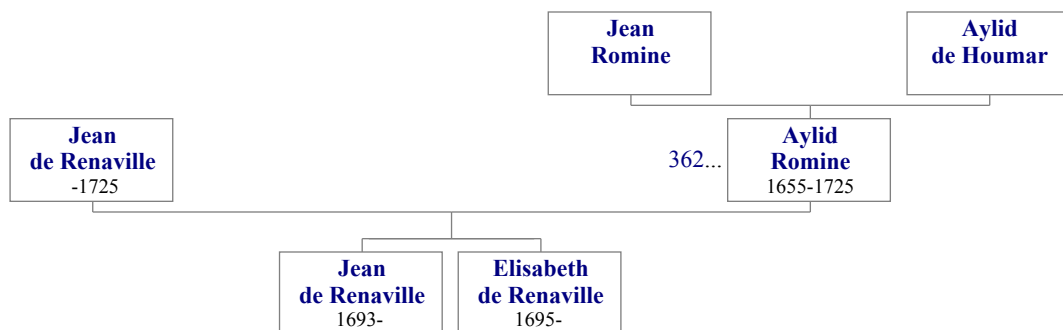 Jean
Romine
Aylid
de Houmar
Jean
de Renaville
-1725
362...
Aylid
Romine
1655-1725
Jean
de Renaville
1693-
Elisabeth
de Renaville
1695-